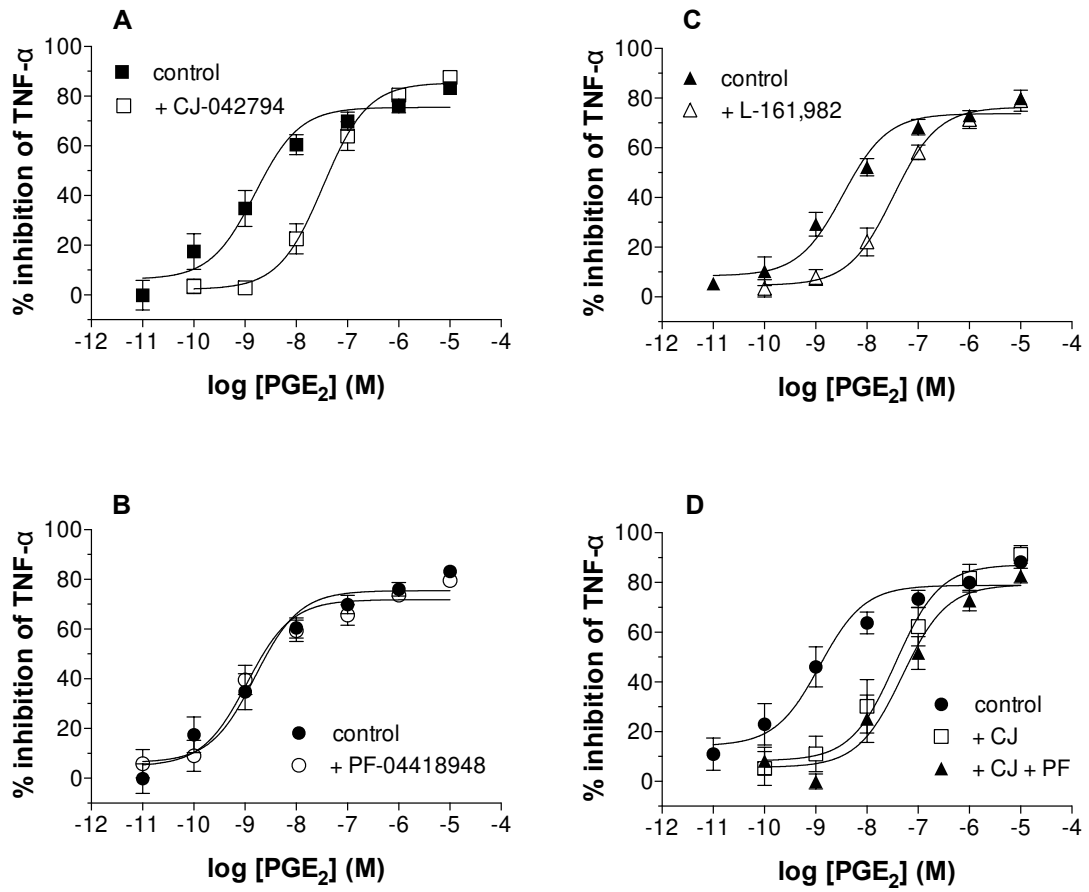 A
% inhibition of TNF-α
100
80
60
40
20
0
control
+ CJ-042794
-12 -11 -10 -9 -8 -7 -6 -5 -4
log [PGE₂] (M)
C
% inhibition of TNF-α
100
80
60
40
20
0
control
+ L-161,982
-12 -11 -10 -9 -8 -7 -6 -5 -4
log [PGE₂] (M)
B
% inhibition of TNF-α
100
80
60
40
20
0
control
+ PF-04418948
-12 -11 -10 -9 -8 -7 -6 -5 -4
log [PGE₂] (M)
D
% inhibition of TNF-α
100
80
60
40
20
0
control
+ CJ
+ CJ + PF
-12 -11 -10 -9 -8 -7 -6 -5 -4
log [PGE₂] (M)